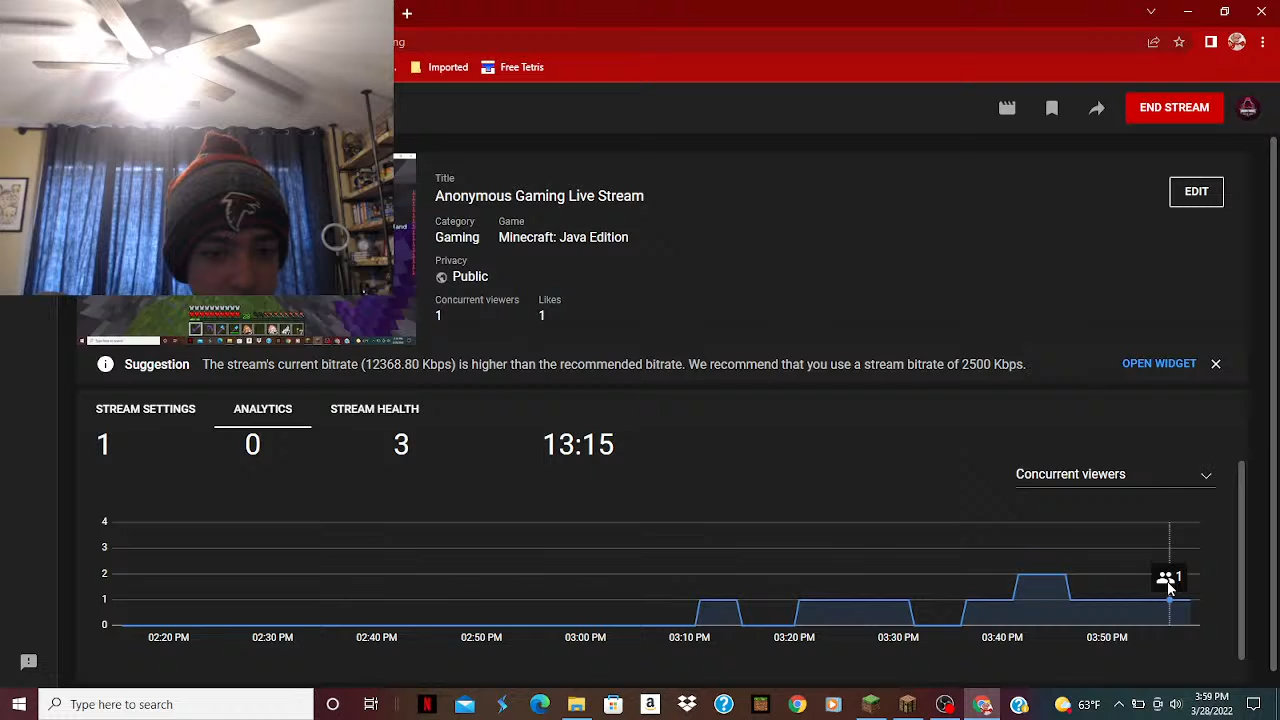 ng
Imported
Free Tetris
END STREAM
Title
Anonymous Gaming Live Stream
EDIT
Category Game
Gaming Minecraft: Java Edition
Privacy
Public
Concurrent viewers Likes
1 1
Type here to search
Suggestion The stream's current bitrate (12368.80 Kbps) is higher than the recommended bitrate. We recommend that you use a stream bitrate of 2500 Kbps. OPEN WIDGET
STREAM SETTINGS ANALYTICS STREAM HEALTH
1 0 3 13:15
Concurrent viewers
4
3
2
1
1
0
02:20 PM 02:30 PM 02:40 PM 02:50 PM 03:00 PM 03:10 PM 03:20 PM 03:30 PM 03:40 PM 03:50 PM
Type here to search
63°F
3:59 PM
3/28/2022